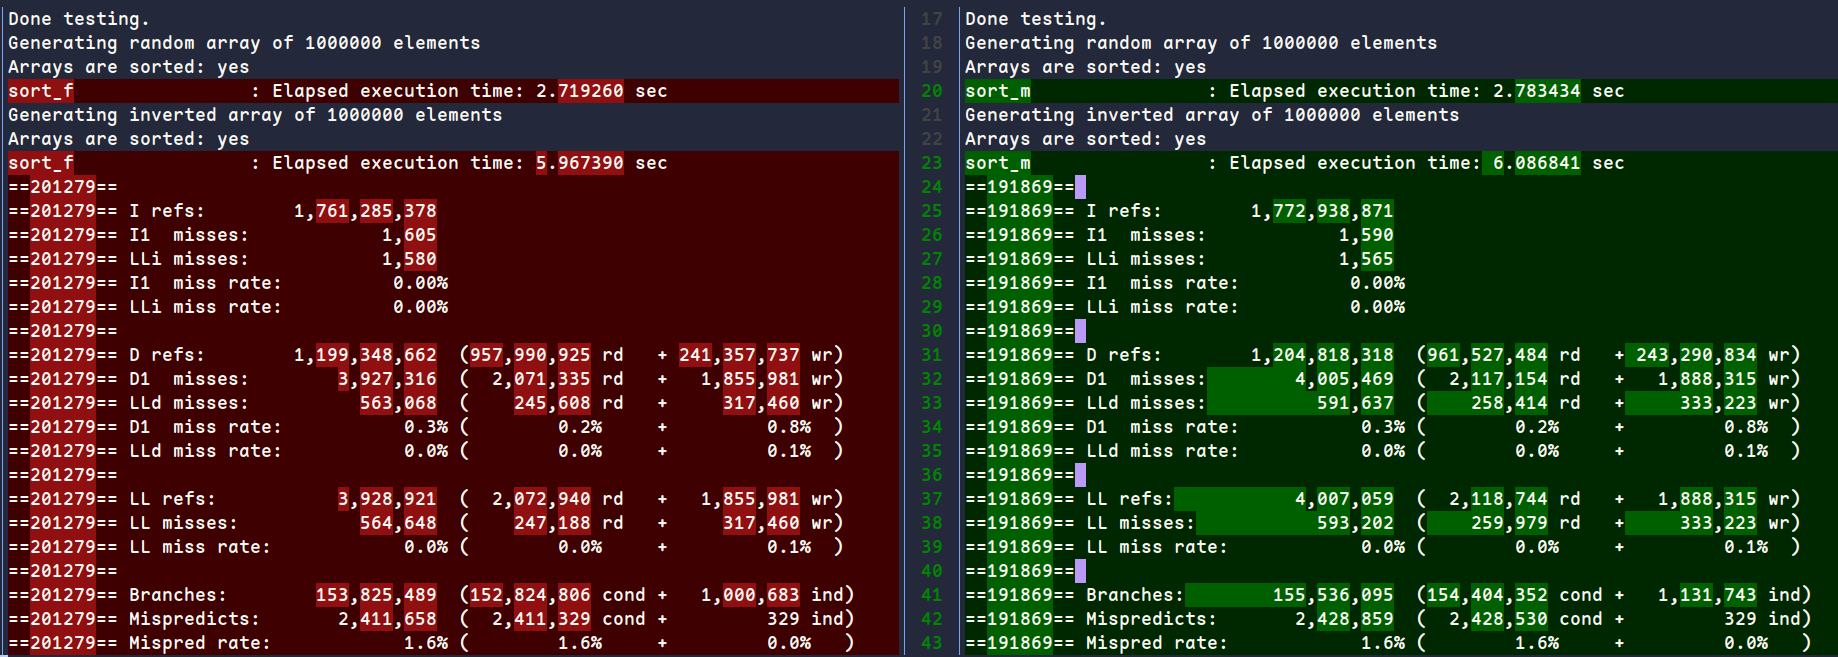 Done testing.
Generating random array of 1000000 elements
Arrays are sorted: yes
sort_f : Elapsed execution time: 2.719260 sec
Generating inverted array of 1000000 elements
Arrays are sorted: yes
sort_f : Elapsed execution time: 5.967390 sec
==201279==
==201279== I refs: 1,761,285,378
==201279== I1 misses: 1,605
==201279== LLi misses: 1,580
==201279== I1 miss rate: 0.00%
==201279== LLi miss rate: 0.00%
==201279==
==201279== D refs: 1,199,348,662 (957,990,925 rd + 241,357,737 wr)
==201279== D1 misses: 3,927,316 ( 2,071,335 rd + 1,855,981 wr)
==201279== LLd misses: 563,068 ( 245,608 rd + 317,460 wr)
==201279== D1 miss rate: 0.3% ( 0.2% + 0.8% )
==201279== LLd miss rate: 0.0% ( 0.0% + 0.1% )
==201279==
==201279== LL refs: 3,928,921 ( 2,072,940 rd + 1,855,981 wr)
==201279== LL misses: 564,648 ( 247,188 rd + 317,460 wr)
==201279== LL miss rate: 0.0% ( 0.0% + 0.1% )
==201279==
==201279== Branches: 153,825,489 (152,824,806 cond + 1,000,683 ind)
==201279== Mispredicts: 2,411,658 ( 2,411,329 cond + 329 ind)
==201279== Mispred rate: 1.6% ( 1.6% + 0.0% )
17 Done testing.
18 Generating random array of 1000000 elements
19 Arrays are sorted: yes
20 sort_m : Elapsed execution time: 2.783434 sec
21 Generating inverted array of 1000000 elements
22 Arrays are sorted: yes
23 sort_m : Elapsed execution time: 6.086841 sec
24 ==191869==
25 ==191869== I refs: 1,772,938,871
26 ==191869== I1 misses: 1,590
27 ==191869== LLi misses: 1,565
28 ==191869== I1 miss rate: 0.00%
29 ==191869== LLi miss rate: 0.00%
30 ==191869==
31 ==191869== D refs: 1,204,818,318 (961,527,484 rd + 243,290,834 wr)
32 ==191869== D1 misses: 4,005,469 ( 2,117,154 rd + 1,888,315 wr)
33 ==191869== LLd misses: 591,637 ( 258,414 rd + 333,223 wr)
34 ==191869== D1 miss rate: 0.3% ( 0.2% + 0.8% )
35 ==191869== LLd miss rate: 0.0% ( 0.0% + 0.1% )
36 ==191869==
37 ==191869== LL refs: 4,007,059 ( 2,118,744 rd + 1,888,315 wr)
38 ==191869== LL misses: 593,202 ( 259,979 rd + 333,223 wr)
39 ==191869== LL miss rate: 0.0% ( 0.0% + 0.1% )
40 ==191869==
41 ==191869== Branches: 155,536,095 (154,404,352 cond + 1,131,743 ind)
42 ==191869== Mispredicts: 2,428,859 ( 2,428,530 cond + 329 ind)
43 ==191869== Mispred rate: 1.6% ( 1.6% + 0.0% )